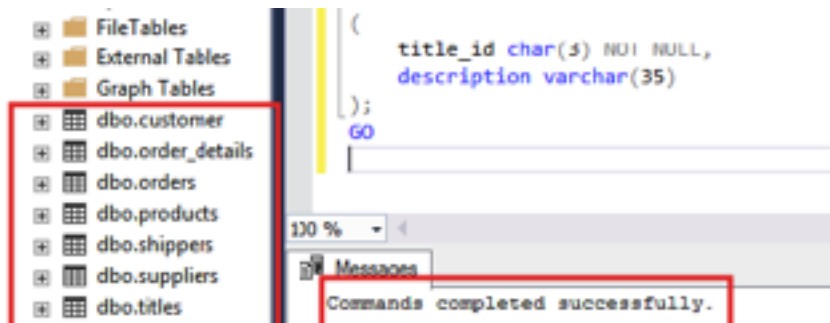 FileTables
External Tables
Graph Tables
dbo.customer
dbo.order_details
dbo.orders
dbo.products
dbo.shippers
dbo.suppliers
dbo.titles
(
title_id char(3) NOT NULL,
description varchar(35)
);
GO
100 %
Messages
Commands completed successfully.